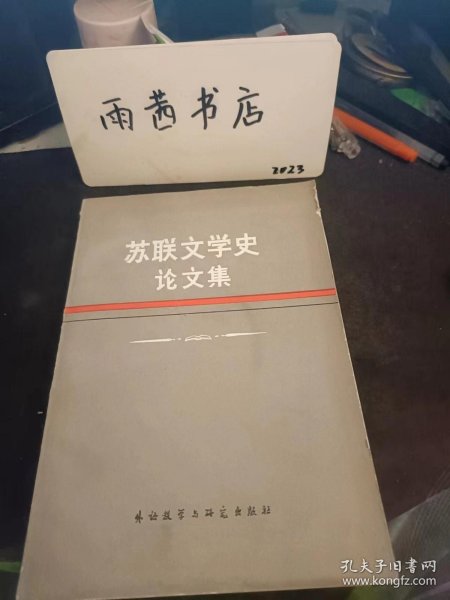 雨茜书店
2023
苏联文学史
论文集
外语教学与研究出版社
孔夫子旧书网
www.kongfz.com